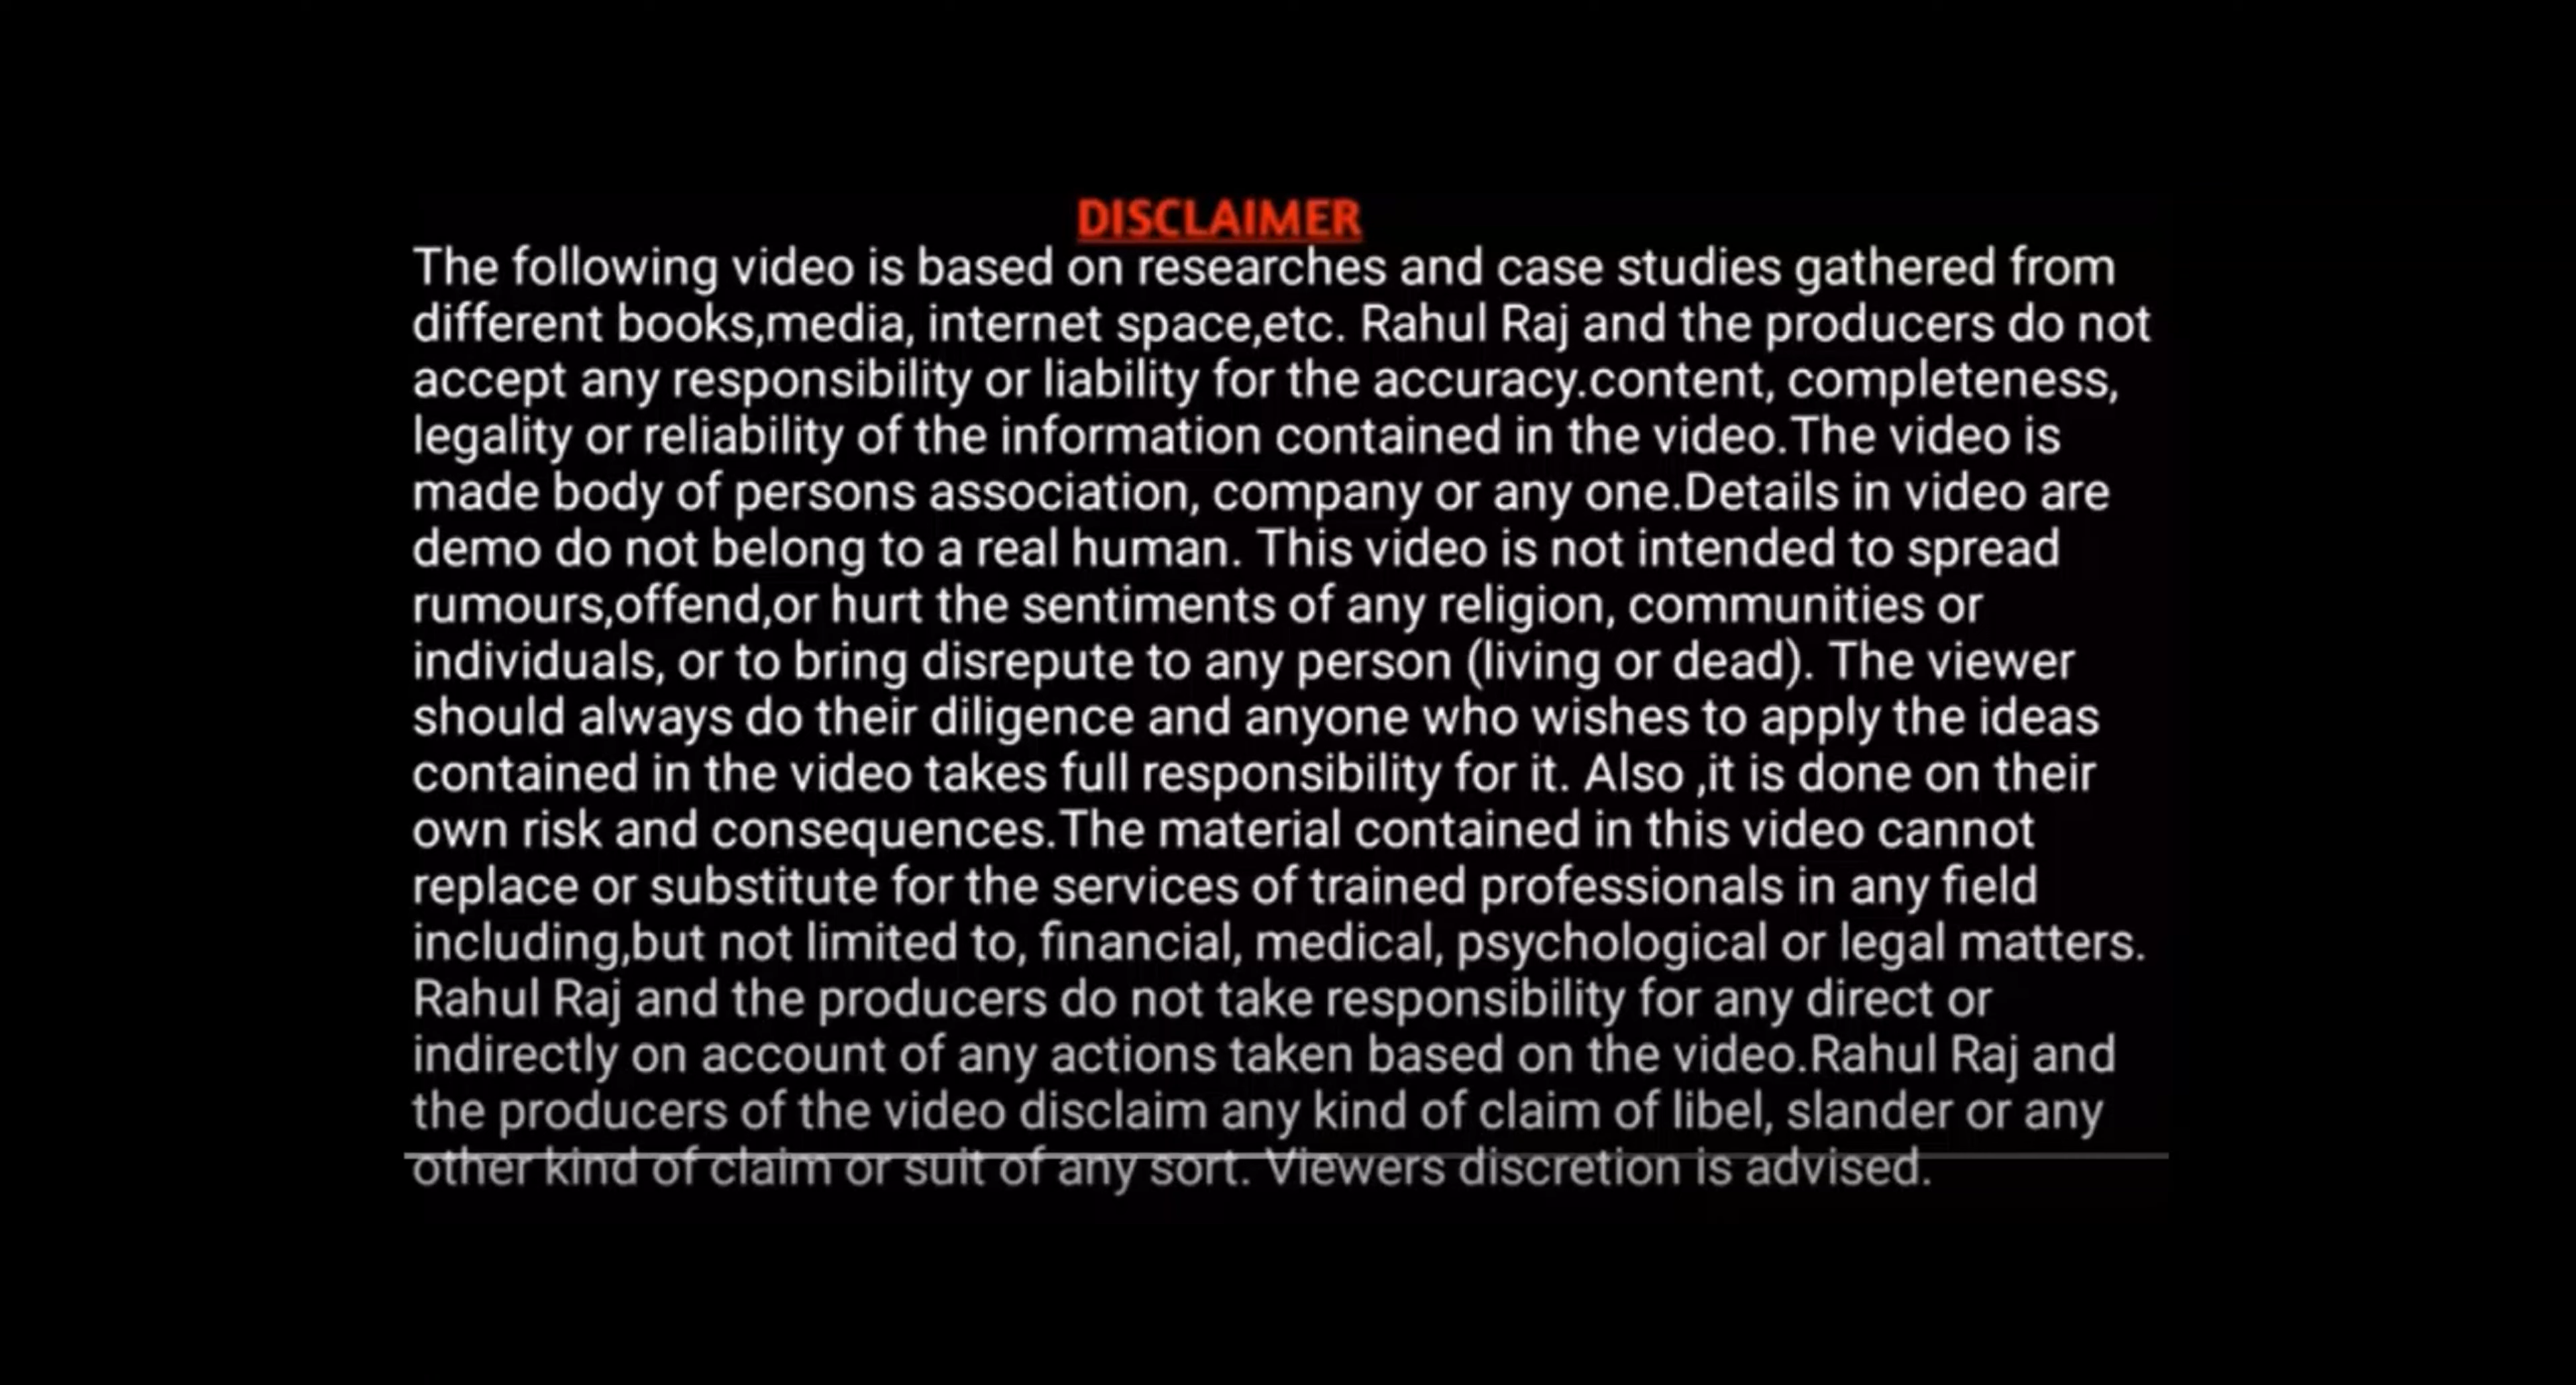 DISCLAIMER
The following video is based on researches and case studies gathered from
different books,media, internet space,etc. Rahul Raj and the producers do not
accept any responsibility or liability for the accuracy.content, completeness,
legality or reliability of the information contained in the video.The video is
made body of persons association, company or any one.Details in video are
demo do not belong to a real human. This video is not intended to spread
rumours,offend,or hurt the sentiments of any religion, communities or
individuals, or to bring disrepute to any person (living or dead). The viewer
should always do their diligence and anyone who wishes to apply the ideas
contained in the video takes full responsibility for it. Also ,it is done on their
own risk and consequences.The material contained in this video cannot
replace or substitute for the services of trained professionals in any field
including,but not limited to, financial, medical, psychological or legal matters.
Rahul Raj and the producers do not take responsibility for any direct or
indirectly on account of any actions taken based on the video.Rahul Raj and
the producers of the video disclaim any kind of claim of libel, slander or any
other kind of claim or suit of any sort. Viewers discretion is advised.